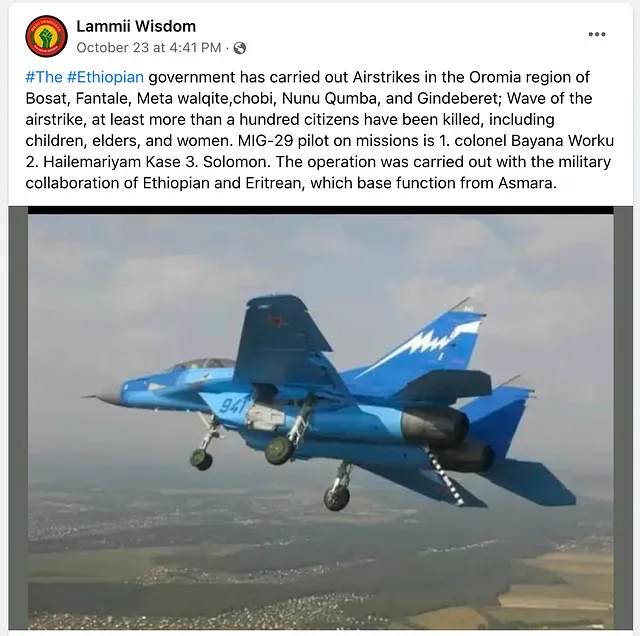 Lammii Wisdom
October 23 at 4:41 PM ·
#The #Ethiopian government has carried out Airstrikes in the Oromia region of
Bosat, Fantale, Meta walqite,chobi, Nunu Qumba, and Gindeberet; Wave of the
airstrike, at least more than a hundred citizens have been killed, including
children, elders, and women. MIG-29 pilot on missions is 1. colonel Bayana Worku
2. Hailemariyam Kase 3. Solomon. The operation was carried out with the military
collaboration of Ethiopian and Eritrean, which base function from Asmara.
941